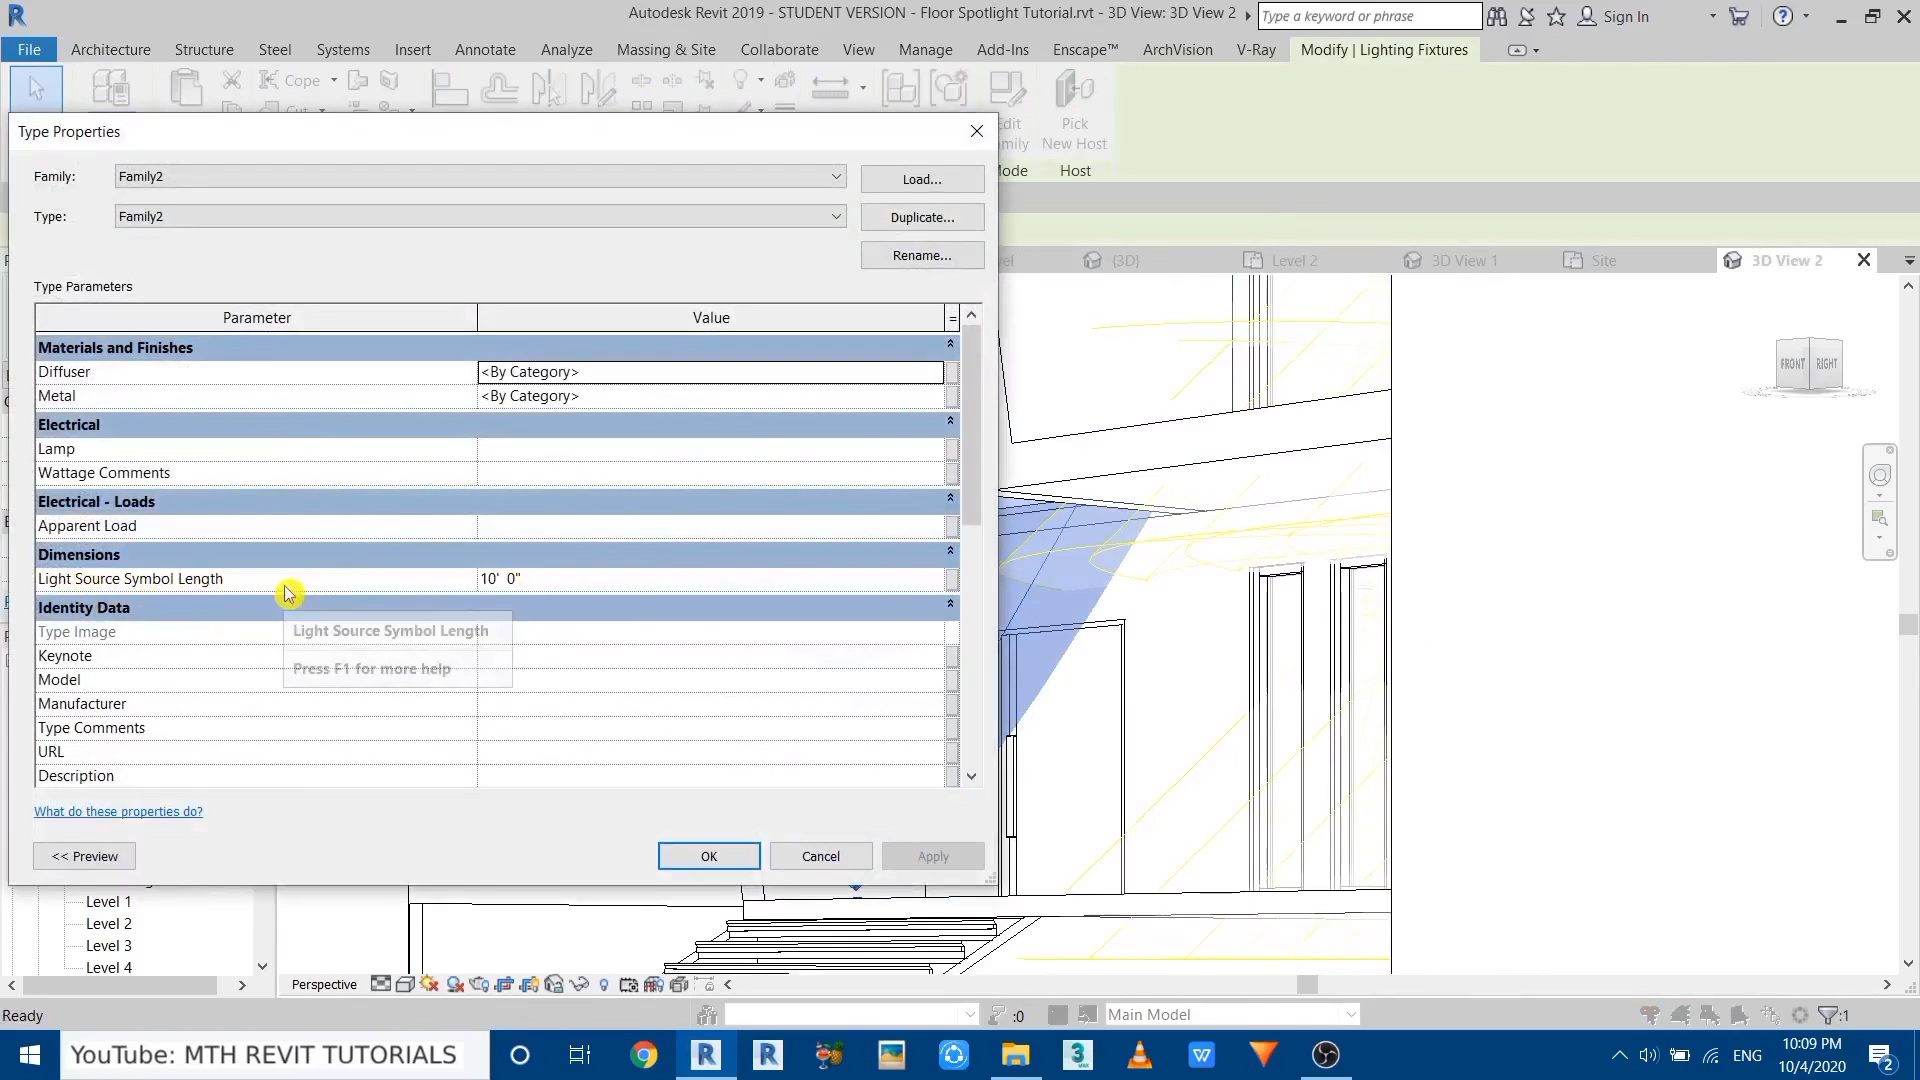 Autodesk Revit 2019 - STUDENT VERSION - Floor Spotlight Tutorial.rvt - 3D View: 3D View 2
Type a keyword or phrase
Sign In
File Architecture Structure Steel Systems Insert Annotate Analyze Massing & Site Collaborate View Manage Add-Ins Enscape™ ArchVision V-Ray Modify | Lighting Fixtures
Cope
Cut
Pick
New Host
Host
Type Properties
Family: Family2 Load...
Type: Family2 Duplicate...
Rename...
{3D} Level 2 3D View 1 Site 3D View 2
Type Parameters
Parameter Value =
Materials and Finishes
Diffuser <By Category>
Metal <By Category>
Electrical
Lamp
Wattage Comments
Electrical - Loads
Apparent Load
Dimensions
Light Source Symbol Length 10' 0"
Identity Data
Type Image
Light Source Symbol Length
Keynote
Press F1 for more help
Model
Manufacturer
Type Comments
URL
Description
What do these properties do?
<< Preview OK Cancel Apply
FRONT RIGHT
Level 1
Level 2
Level 3
Level 4
Perspective
Ready :0 Main Model :1
YouTube: MTH REVIT TUTORIALS
ENG
10:09 PM
10/4/2020
2